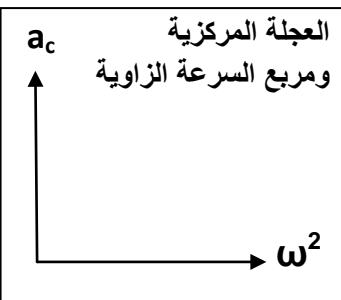 العجلة المركزية
ومربع السرعة الزاوية
a_c
ω²